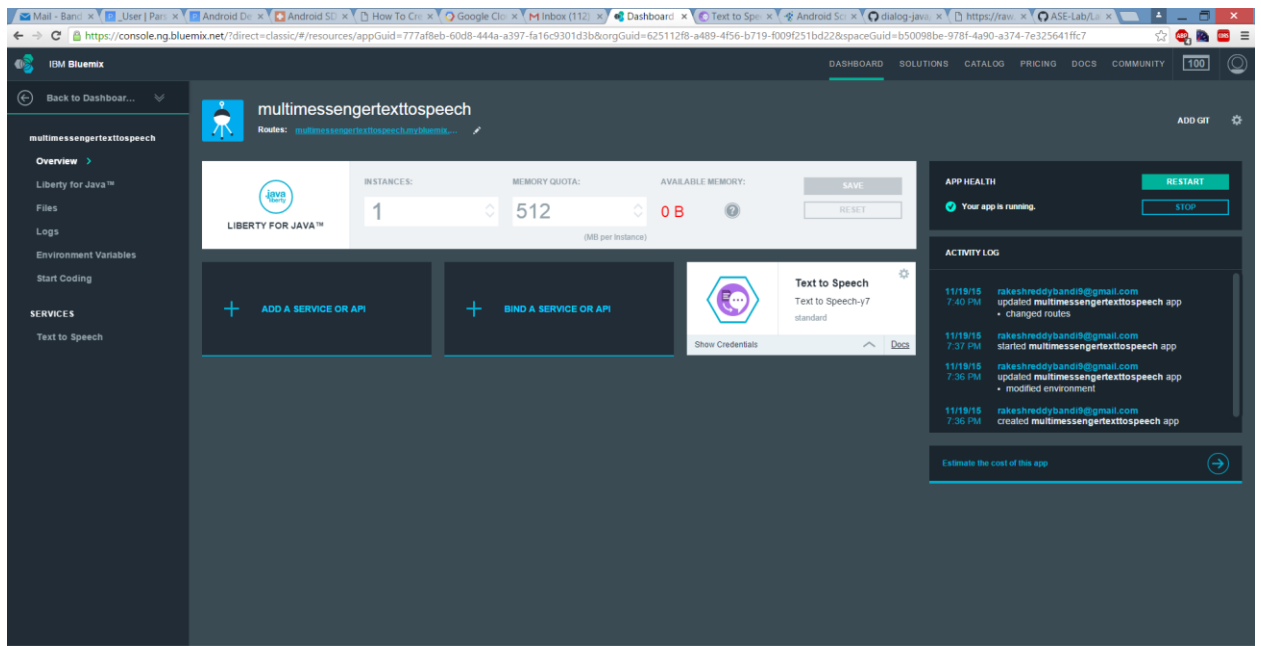 Mail - Band
_User | Pars
Android De
Android SD
How To Cre
Google Clo
Inbox (112)
Dashboard
Text to Spe
Android Scr
dialog-java
https://raw.
ASE-Lab/La
https://console.ng.bluemix.net/?direct=classic/#/resources/appGuid=777af8eb-60d8-444a-a397-fa16c9301d3b&orgGuid=625112f8-a489-4f56-b719-f009f251bd22&spaceGuid=b50098be-978f-4a90-a374-7e325641ffc7
IBM Bluemix
DASHBOARD SOLUTIONS CATALOG PRICING DOCS COMMUNITY 100
Back to Dashboar...
multimessengertexttospeech
Overview
Liberty for Java™
Files
Logs
Environment Variables
Start Coding
SERVICES
Text to Speech
multimessengertexttospeech
Routes: multimessengertexttospeech.mybluemix....
ADD GIT
java
liberty
LIBERTY FOR JAVA™
INSTANCES:
1
MEMORY QUOTA:
512
(MB per Instance)
AVAILABLE MEMORY:
0 B
?
SAVE
RESET
ADD A SERVICE OR API
BIND A SERVICE OR API
Text to Speech
Text to Speech-y7
standard
Show Credentials
Docs
APP HEALTH
Your app is running.
RESTART
STOP
ACTIVITY LOG
11/19/15 rakeshreddybandi9@gmail.com
7:40 PM updated multimessengertexttospeech app
• changed routes
11/19/15 rakeshreddybandi9@gmail.com
7:37 PM started multimessengertexttospeech app
11/19/15 rakeshreddybandi9@gmail.com
7:36 PM updated multimessengertexttospeech app
• modified environment
11/19/15 rakeshreddybandi9@gmail.com
7:36 PM created multimessengertexttospeech app
Estimate the cost of this app